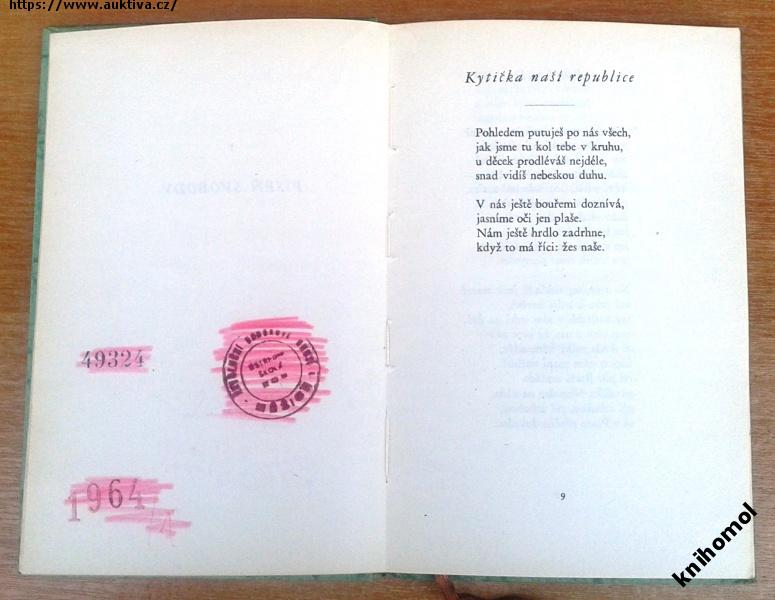 https://www.auktiva.cz/
PÍSEŇ SVOBODY
49324
1964
Kytička naší republice
Pohledem putuješ po nás všech,
jak jsme tu kol tebe v kruhu,
u děcek prodléváš nejdéle,
snad vidíš nebeskou duhu.
V nás ještě bouřemi doznívá,
jasníme oči jen plaše.
Nám ještě hrdlo zadrhne,
když to má říci: žes naše.
9
knihomol